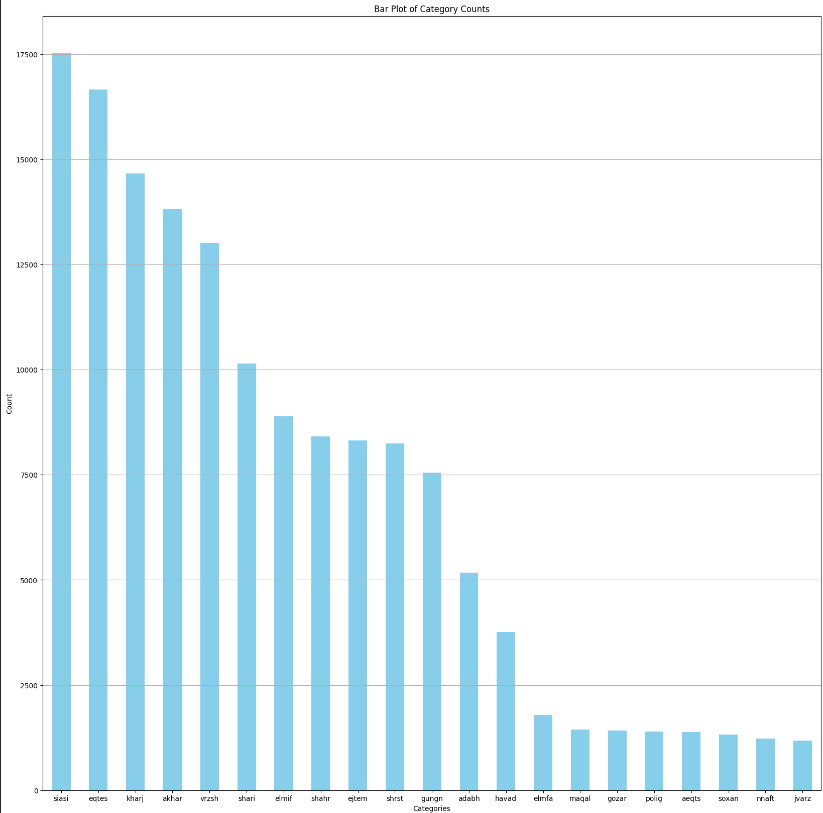 Bar Plot of Category Counts
17500
15000
12500
10000
7500
5000
2500
0
Count
siasi eqtes kharj akhar vrzsh shari elmif shahr ejtem shrst gungn adabh havad elmfa maqal gozar polig aeqts soxan nnaft jvarz
Categories